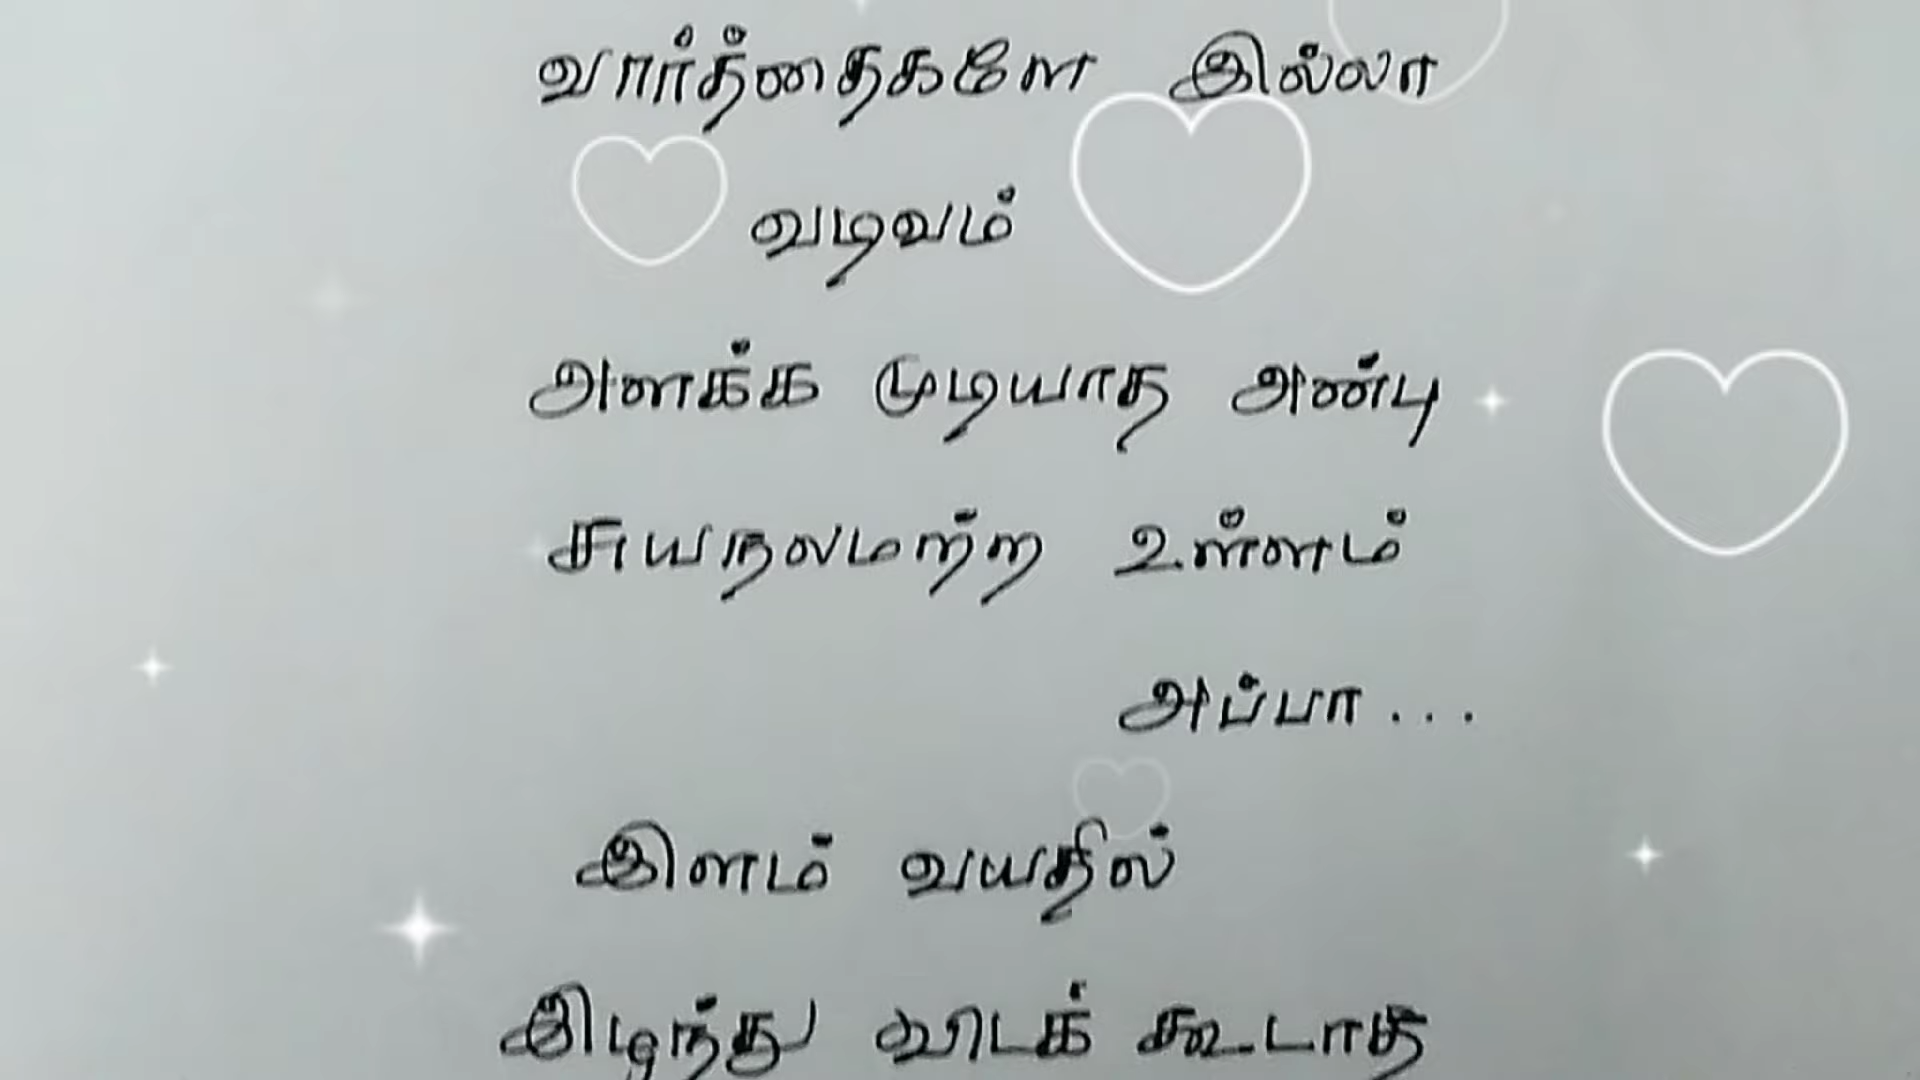 வார்த்தைகளே இல்லா
வடிவம்
அளக்க முடியாத அன்பு
சுயநலமற்ற உள்ளம்
அப்பா...
இளம் வயதில்
இழந்து விடக் கூடாத